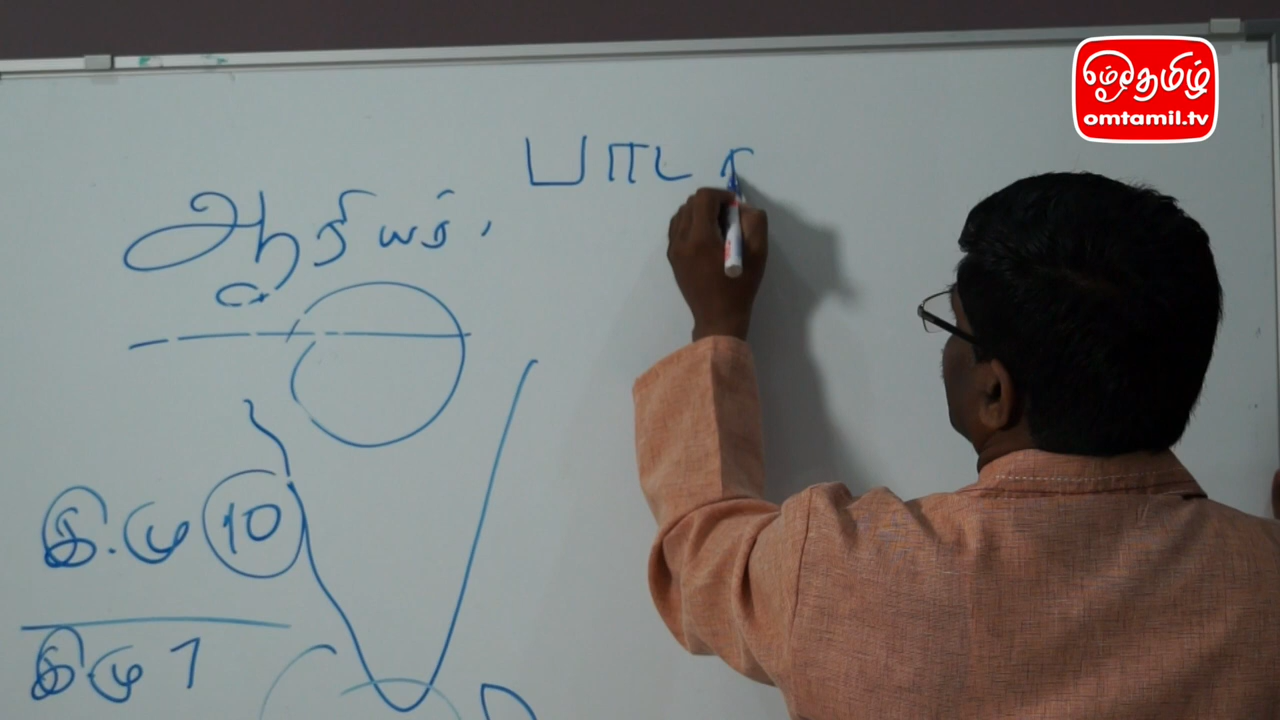 ஓம்தமிழ்
omtamil.tv
பாட
ஆரியர்.
கி.மு 10
கிமு 7